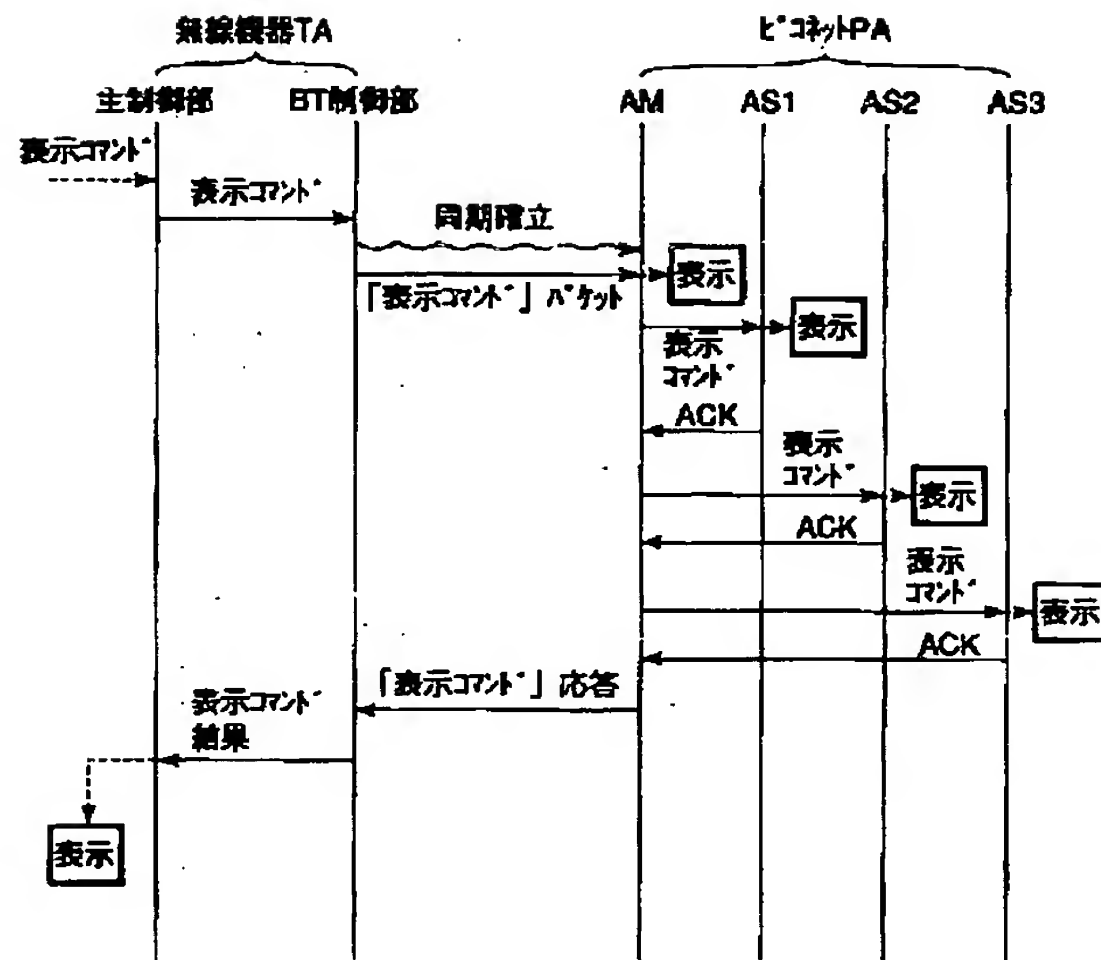 無線機器TA
ピコネットPA
主制御部
BT制御部
AM
AS1
AS2
AS3
表示コマンド
表示コマンド
同期確立
表示
「表示コマンド」パケット
表示
表示
コマンド
ACK
表示
コマンド
表示
ACK
表示
コマンド
表示
ACK
「表示コマンド」応答
表示コマンド
結果
表示